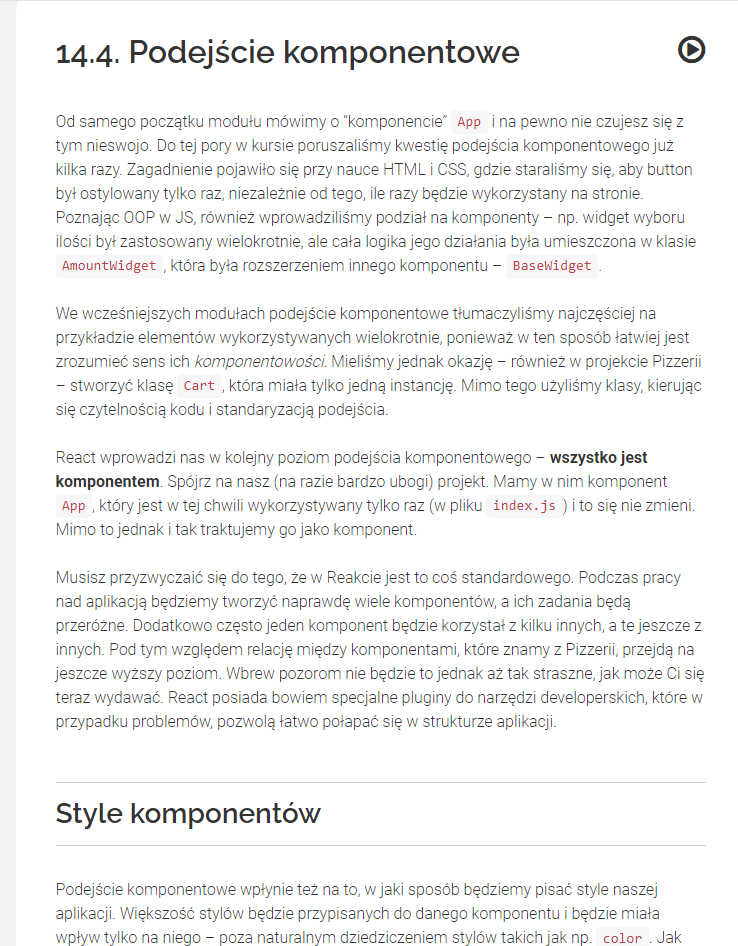 14.4. Podejście komponentowe
Od samego początku modułu mówimy o “komponencie” App i na pewno nie czujesz się z
tym nieswojo. Do tej pory w kursie poruszaliśmy kwestię podejścia komponentowego już
kilka razy. Zagadnienie pojawiło się przy nauce HTML i CSS, gdzie staraliśmy się, aby button
był ostylowany tylko raz, niezależnie od tego, ile razy będzie wykorzystany na stronie.
Poznając OOP w JS, również wprowadziliśmy podział na komponenty – np. widget wyboru
ilości był zastosowany wielokrotnie, ale cała logika jego działania była umieszczona w klasie
AmountWidget , która była rozszerzeniem innego komponentu – BaseWidget .
We wcześniejszych modułach podejście komponentowe tłumaczyliśmy najczęściej na
przykładzie elementów wykorzystywanych wielokrotnie, ponieważ w ten sposób łatwiej jest
zrozumieć sens ich komponentowości. Mieliśmy jednak okazję – również w projekcie Pizzerii
– stworzyć klasę Cart , która miała tylko jedną instancję. Mimo tego użyliśmy klasy, kierując
się czytelnością kodu i standaryzacją podejścia.
React wprowadzi nas w kolejny poziom podejścia komponentowego – wszystko jest
komponentem. Spójrz na nasz (na razie bardzo ubogi) projekt. Mamy w nim komponent
App , który jest w tej chwili wykorzystywany tylko raz (w pliku index.js ) i to się nie zmieni.
Mimo to jednak i tak traktujemy go jako komponent.
Musisz przyzwyczaić się do tego, że w Reakcie jest to coś standardowego. Podczas pracy
nad aplikacją będziemy tworzyć naprawdę wiele komponentów, a ich zadania będą
przeróżne. Dodatkowo często jeden komponent będzie korzystał z kilku innych, a te jeszcze z
innych. Pod tym względem relację między komponentami, które znamy z Pizzerii, przejdą na
jeszcze wyższy poziom. Wbrew pozorom nie będzie to jednak aż tak straszne, jak może Ci się
teraz wydawać. React posiada bowiem specjalne pluginy do narzędzi developerskich, które w
przypadku problemów, pozwolą łatwo połapać się w strukturze aplikacji.
Style komponentów
Podejście komponentowe wpłynie też na to, w jaki sposób będziemy pisać style naszej
aplikacji. Większość stylów będzie przypisanych do danego komponentu i będzie miała
wpływ tylko na niego – poza naturalnym dziedziczeniem stylów takich jak np. color . Jak